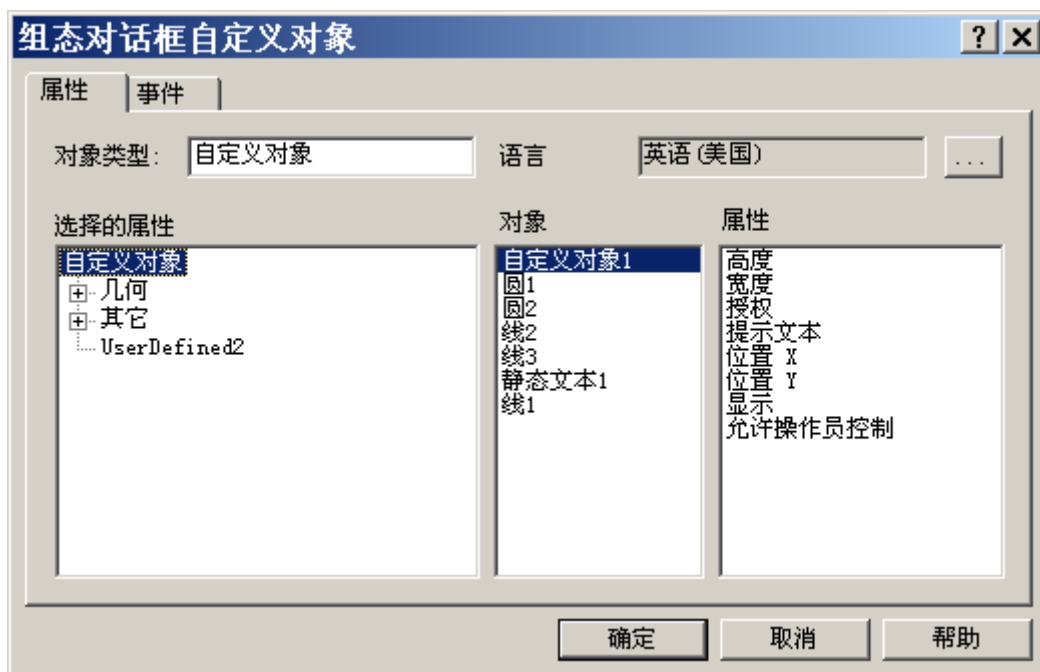 组态对话框自定义对象
属性 事件
对象类型: 自定义对象 语言 英语(美国) ...
选择的属性 对象 属性
自定义对象
几何
其它
UserDefined2
自定义对象1
圆1
圆2
线2
线3
静态文本1
线1
高度
宽度
授权
提示文本
位置 X
位置 Y
显示
允许操作员控制
确定 取消 帮助